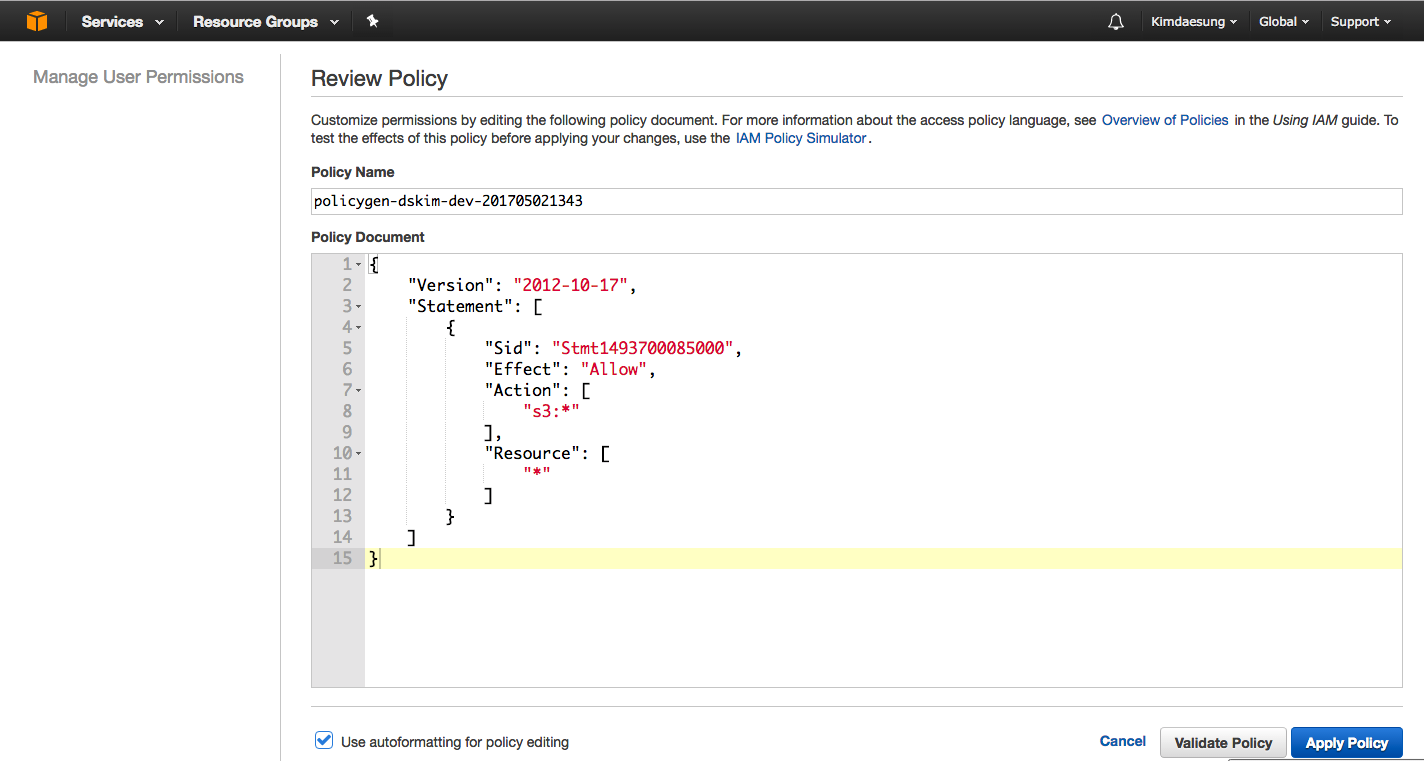 Services Resource Groups Kimdaesung Global Support
Manage User Permissions
Review Policy
Customize permissions by editing the following policy document. For more information about the access policy language, see Overview of Policies in the Using IAM guide. To
test the effects of this policy before applying your changes, use the IAM Policy Simulator.
Policy Name
policygen-dskim-dev-201705021343
Policy Document
1 {
2 "Version": "2012-10-17",
3 "Statement": [
4 {
5 "Sid": "Stmt1493700085000",
6 "Effect": "Allow",
7 "Action": [
8 "s3:*"
9 ],
10 "Resource": [
11 "*"
12 ]
13 }
14 ]
15 }
Use autoformatting for policy editing
Cancel Validate Policy Apply Policy